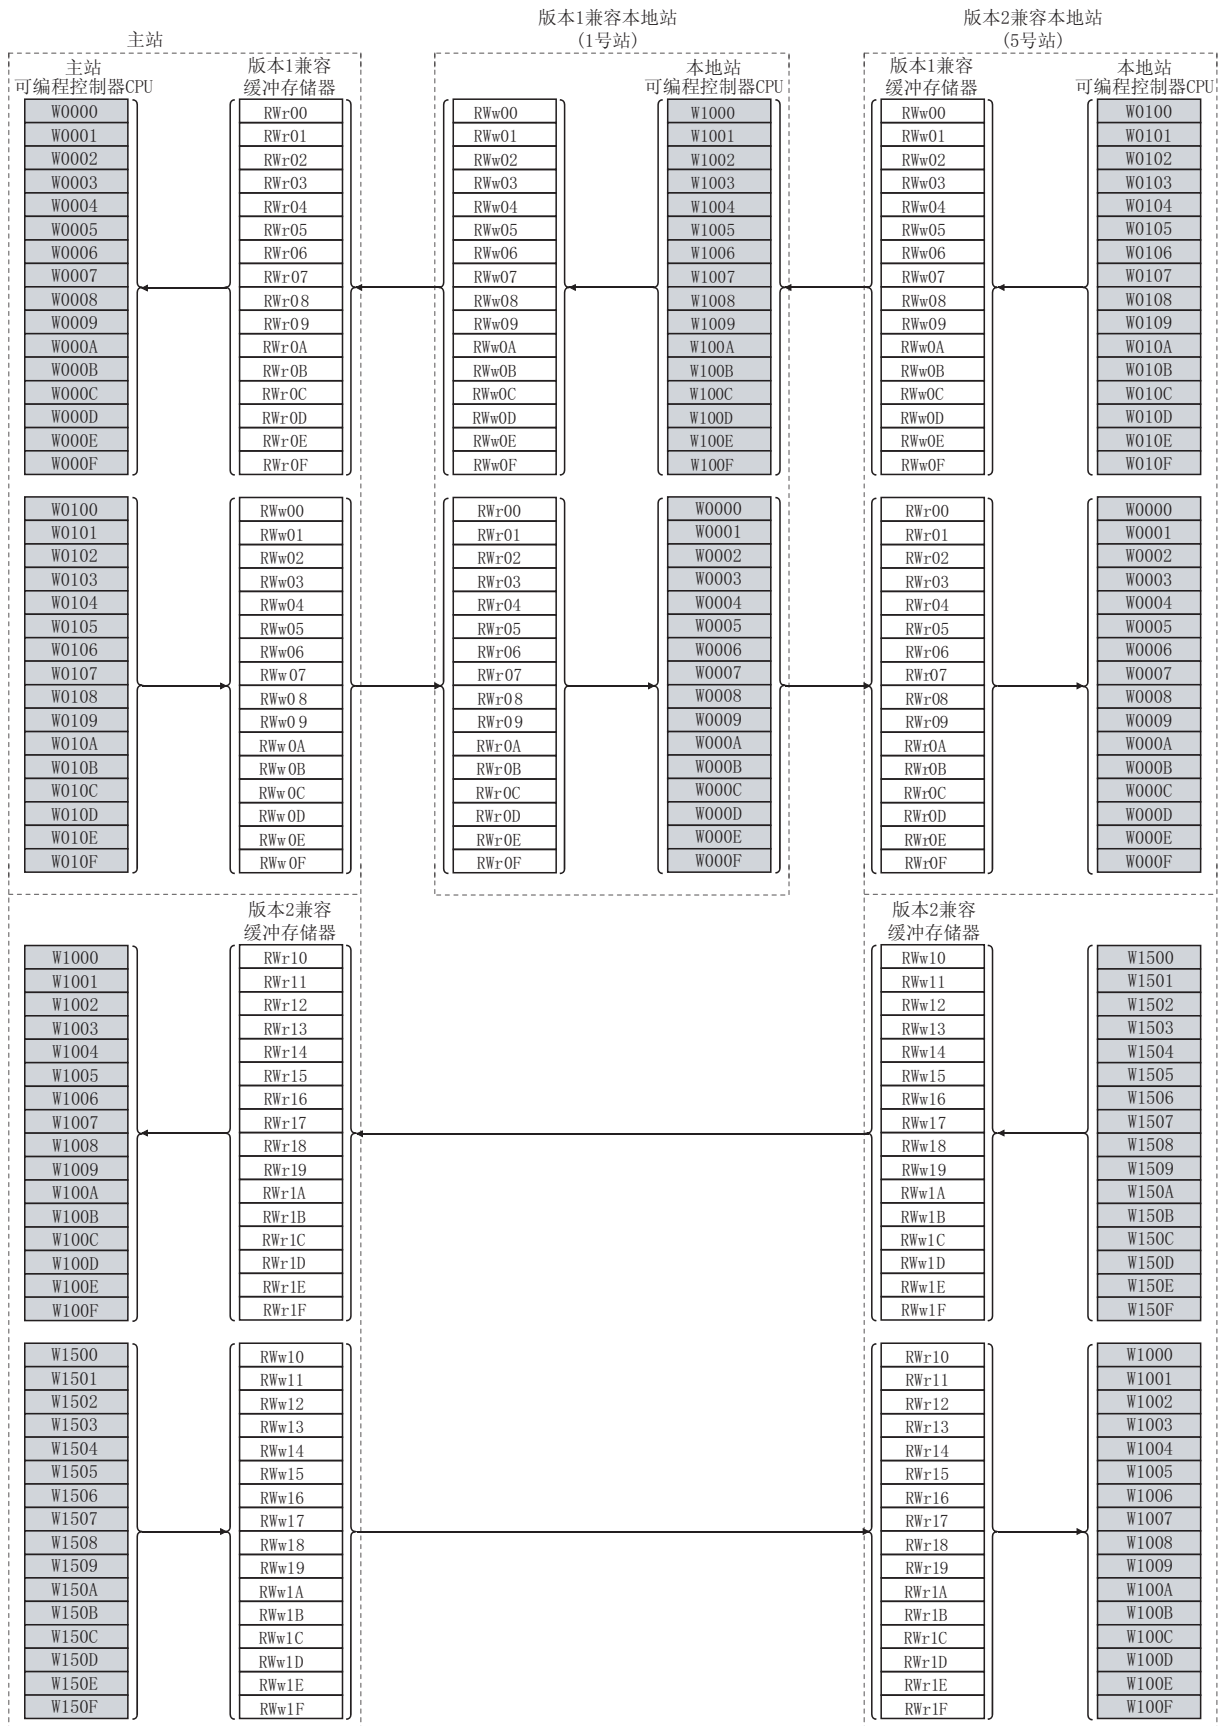 版本1兼容本地站 版本2兼容本地站
主站 (1号站) (5号站)
主站 版本1兼容 本地站 版本1兼容 本地站
可编程控制器CPU 缓冲存储器 可编程控制器CPU 缓冲存储器 可编程控制器CPU
W0000 RWr00 RWw00 W1000 RWw00 W0100
W0001 RWr01 RWw01 W1001 RWw01 W0101
W0002 RWr02 RWw02 W1002 RWw02 W0102
W0003 RWr03 RWw03 W1003 RWw03 W0103
W0004 RWr04 RWw04 W1004 RWw04 W0104
W0005 RWr05 RWw05 W1005 RWw05 W0105
W0006 RWr06 RWw06 W1006 RWw06 W0106
W0007 RWr07 RWw07 W1007 RWw07 W0107
W0008 RWr08 RWw08 W1008 RWw08 W0108
W0009 RWr09 RWw09 W1009 RWw09 W0109
W000A RWr0A RWw0A W100A RWw0A W010A
W000B RWr0B RWw0B W100B RWw0B W010B
W000C RWr0C RWw0C W100C RWw0C W010C
W000D RWr0D RWw0D W100D RWw0D W010D
W000E RWr0E RWw0E W100E RWw0E W010E
W000F RWr0F RWw0F W100F RWw0F W010F
W0100 RWw00 RWr00 W0000 RWr00 W0000
W0101 RWw01 RWr01 W0001 RWr01 W0001
W0102 RWw02 RWr02 W0002 RWr02 W0002
W0103 RWw03 RWr03 W0003 RWr03 W0003
W0104 RWw04 RWr04 W0004 RWr04 W0004
W0105 RWw05 RWr05 W0005 RWr05 W0005
W0106 RWw06 RWr06 W0006 RWr06 W0006
W0107 RWw07 RWr07 W0007 RWr07 W0007
W0108 RWw08 RWr08 W0008 RWr08 W0008
W0109 RWw09 RWr09 W0009 RWr09 W0009
W010A RWw0A RWr0A W000A RWr0A W000A
W010B RWw0B RWr0B W000B RWr0B W000B
W010C RWw0C RWr0C W000C RWr0C W000C
W010D RWw0D RWr0D W000D RWr0D W000D
W010E RWw0E RWr0E W000E RWr0E W000E
W010F RWw0F RWr0F W000F RWr0F W000F
版本2兼容 版本2兼容
缓冲存储器 缓冲存储器
W1000 RWr10 RWw10 W1500
W1001 RWr11 RWw11 W1501
W1002 RWr12 RWw12 W1502
W1003 RWr13 RWw13 W1503
W1004 RWr14 RWw14 W1504
W1005 RWr15 RWw15 W1505
W1006 RWr16 RWw16 W1506
W1007 RWr17 RWw17 W1507
W1008 RWr18 RWw18 W1508
W1009 RWr19 RWw19 W1509
W100A RWr1A RWw1A W150A
W100B RWr1B RWw1B W150B
W100C RWr1C RWw1C W150C
W100D RWr1D RWw1D W150D
W100E RWr1E RWw1E W150E
W100F RWr1F RWw1F W150F
W1500 RWw10 RWr10 W1000
W1501 RWw11 RWr11 W1001
W1502 RWw12 RWr12 W1002
W1503 RWw13 RWr13 W1003
W1504 RWw14 RWr14 W1004
W1505 RWw15 RWr15 W1005
W1506 RWw16 RWr16 W1006
W1507 RWw17 RWr17 W1007
W1508 RWw18 RWr18 W1008
W1509 RWw19 RWr19 W1009
W150A RWw1A RWr1A W100A
W150B RWw1B RWr1B W100B
W150C RWw1C RWr1C W100C
W150D RWw1D RWr1D W100D
W150E RWw1E RWr1E W100E
W150F RWw1F RWr1F W100F